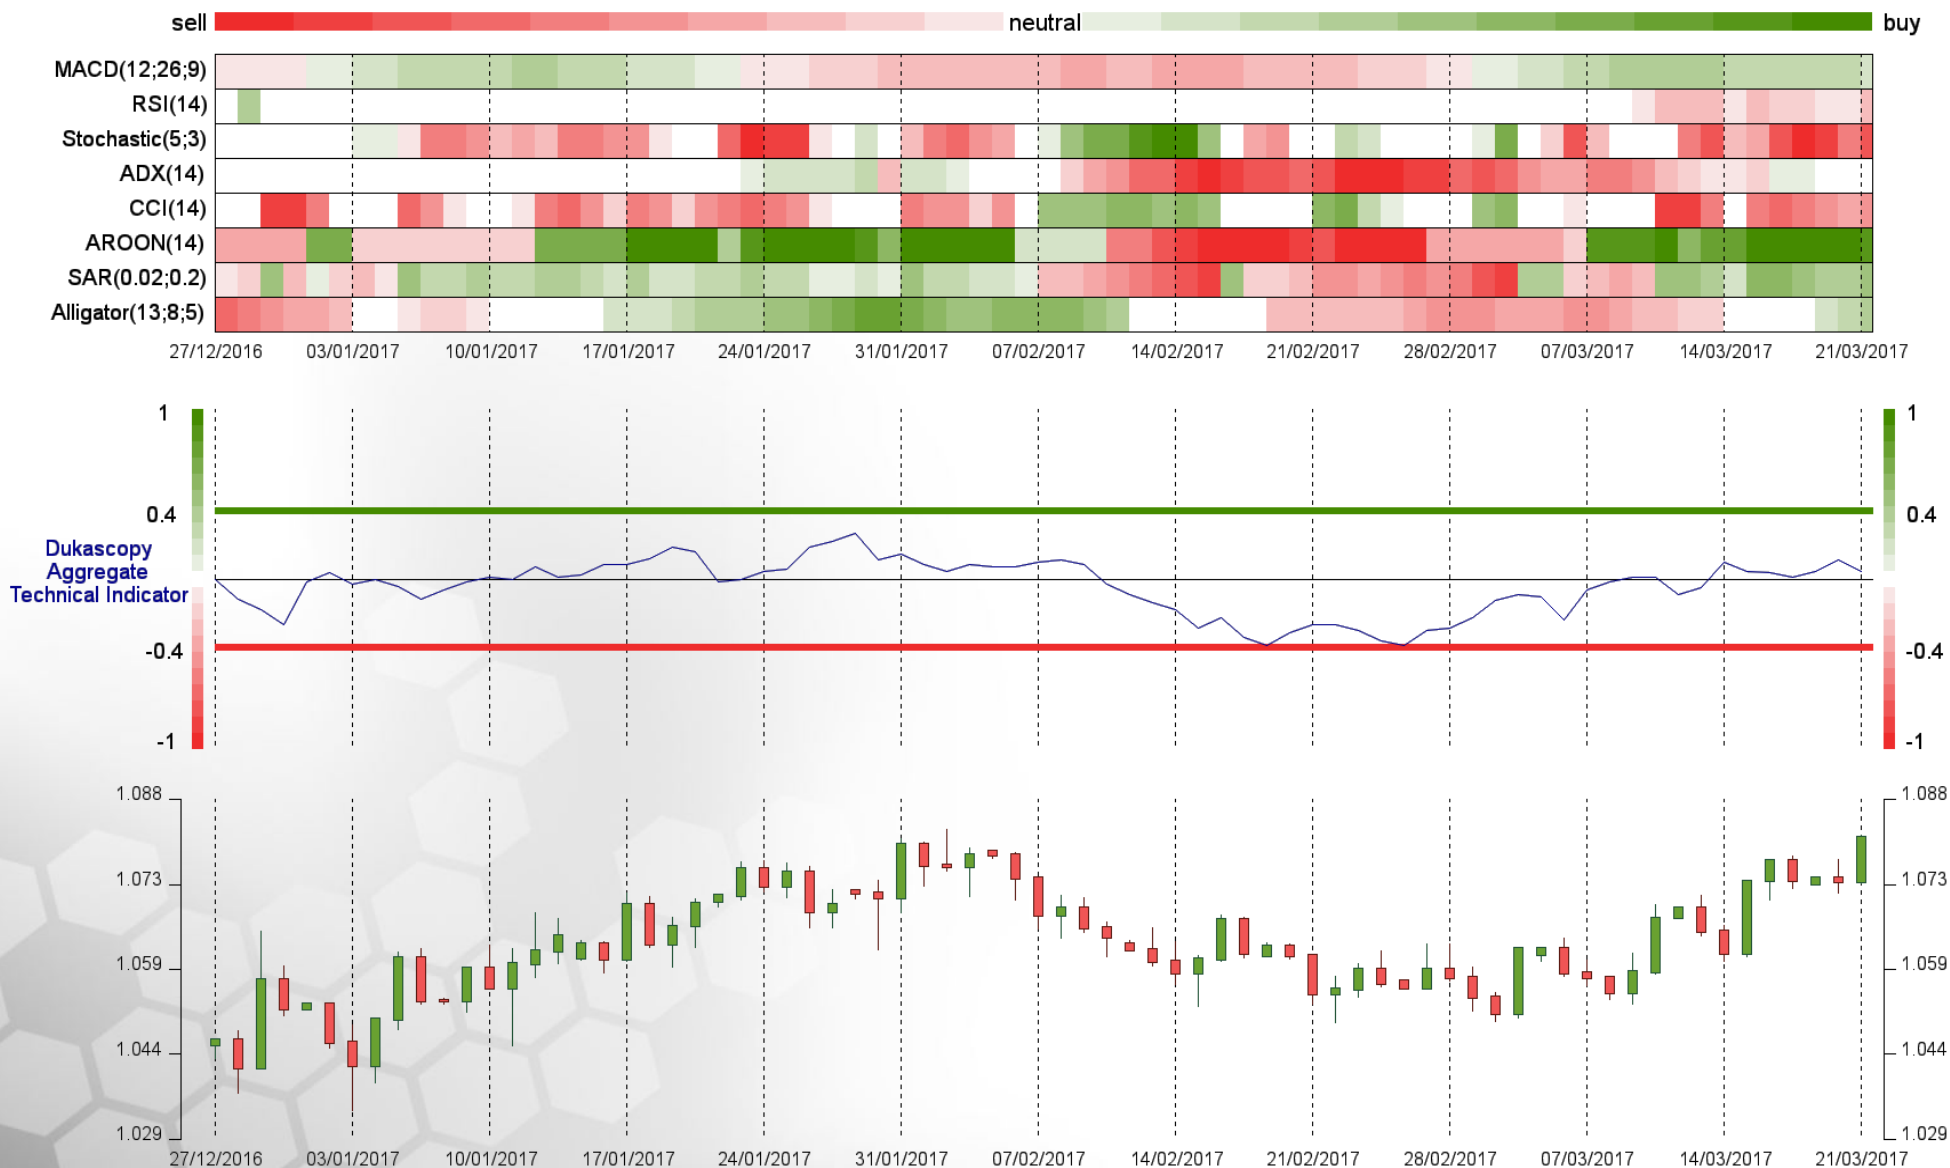 sell neutral buy
MACD(12;26;9)
RSI(14)
Stochastic(5;3)
ADX(14)
CCI(14)
AROON(14)
SAR(0.02;0.2)
Alligator(13;8;5)
27/12/2016 03/01/2017 10/01/2017 17/01/2017 24/01/2017 31/01/2017 07/02/2017 14/02/2017 21/02/2017 28/02/2017 07/03/2017 14/03/2017 21/03/2017
1 1
0.4 0.4
Dukascopy
Aggregate
Technical Indicator
-0.4 -0.4
-1 -1
1.088 1.088
1.073 1.073
1.059 1.059
1.044 1.044
1.029 1.029
27/12/2016 03/01/2017 10/01/2017 17/01/2017 24/01/2017 31/01/2017 07/02/2017 14/02/2017 21/02/2017 28/02/2017 07/03/2017 14/03/2017 21/03/2017